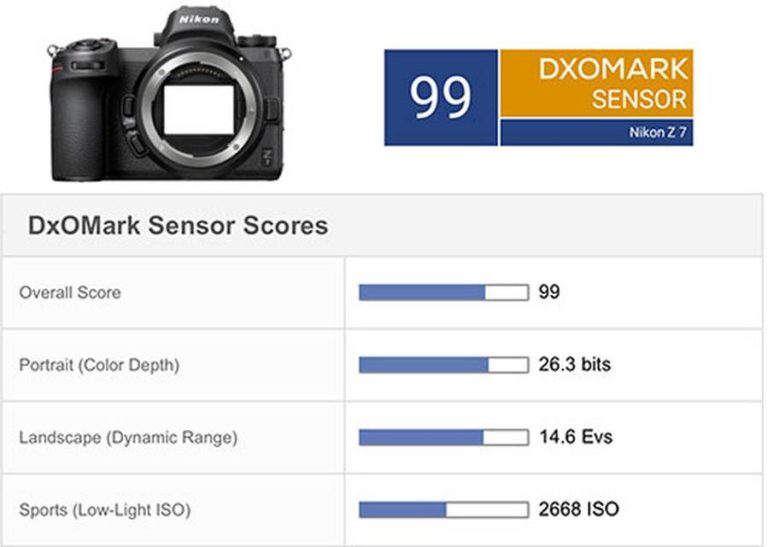 Nikon
Z 7
99
DXOMARK
SENSOR
Nikon Z 7
DxOMark Sensor Scores
Overall Score 99
Portrait (Color Depth) 26.3 bits
Landscape (Dynamic Range) 14.6 Evs
Sports (Low-Light ISO) 2668 ISO